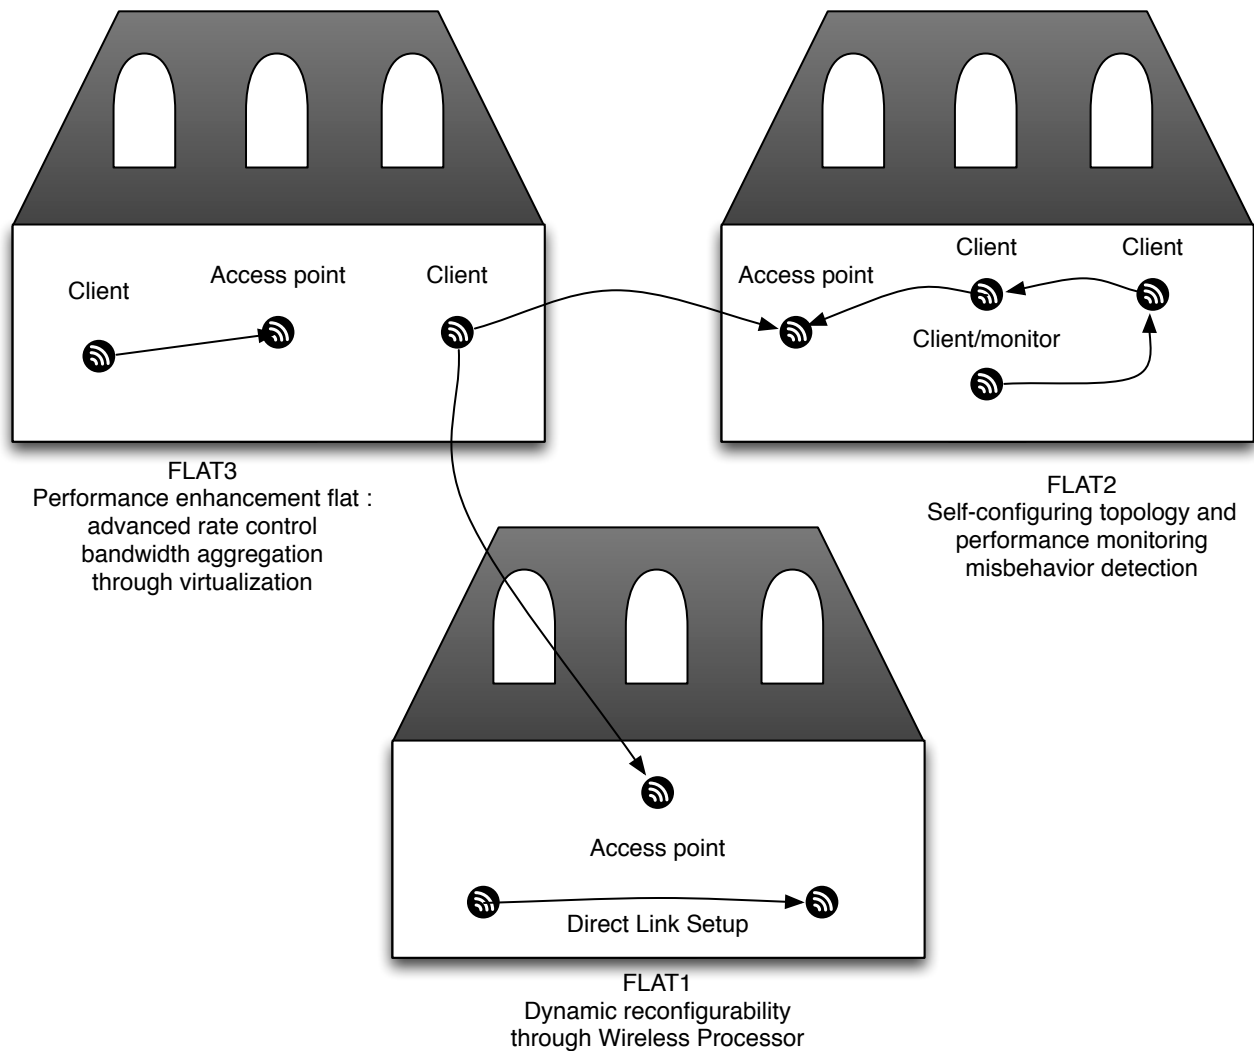 Client
Access point
Client
FLAT3
Performance enhancement flat :
advanced rate control
bandwidth aggregation
through virtualization
Access point
Client
Client
Client/monitor
FLAT2
Self-configuring topology and
performance monitoring
misbehavior detection
Access point
Direct Link Setup
FLAT1
Dynamic reconfigurability
through Wireless Processor